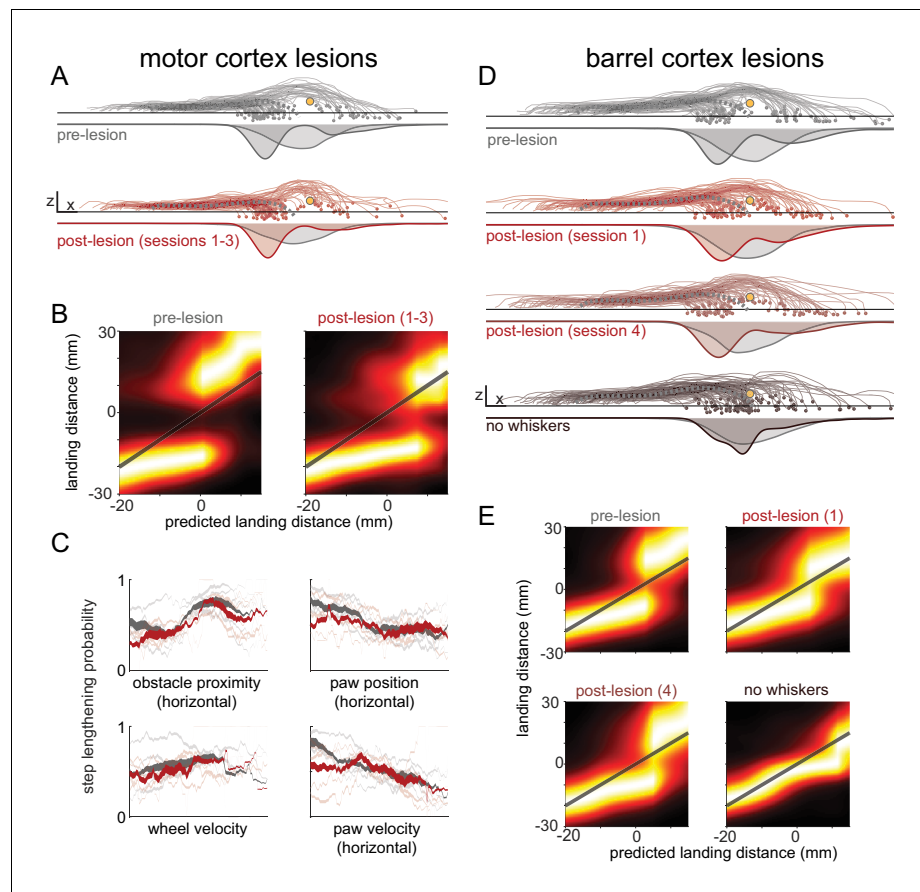 motor cortex lesions
A
pre-lesion
z
x
post-lesion (sessions 1-3)
B
pre-lesion
post-lesion (1-3)
landing distance (mm)
30
0
-30
-20
0
-20
0
predicted landing distance (mm)
C
step lengthening probability
1
0
obstacle proximity
(horizontal)
paw position
(horizontal)
1
0
wheel velocity
paw velocity
(horizontal)
barrel cortex lesions
D
pre-lesion
post-lesion (session 1)
post-lesion (session 4)
z
x
no whiskers
E
pre-lesion
post-lesion (1)
landing distance (mm)
30
0
-30
post-lesion (4)
no whiskers
30
0
-30
-20
0
-20
0
predicted landing distance (mm)